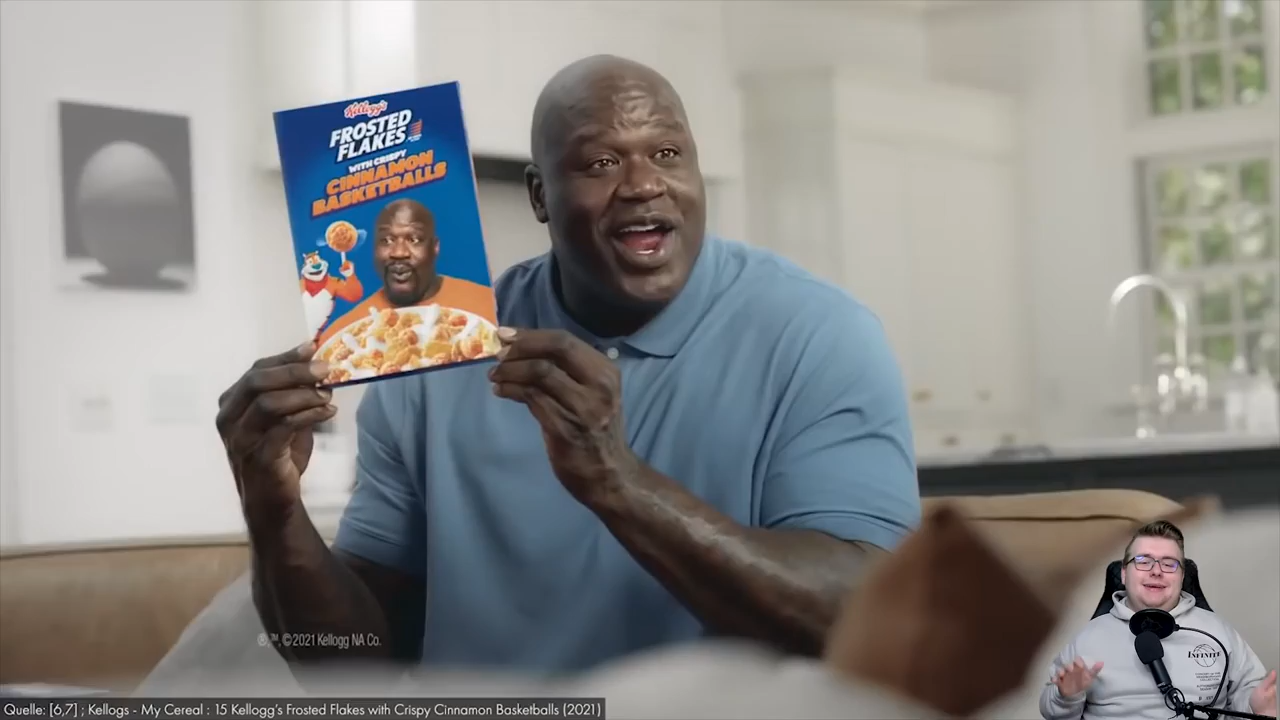 Kellogg's
FROSTED
FLAKES
WITH CRISPY
CINNAMON
BASKETBALLS
®,™,©2021 Kellogg NA Co.
INFINITE
Quelle: [6,7] ; Kellogs - My Cereal : 15 Kellogg's Frosted Flakes with Crispy Cinnamon Basketballs (2021)